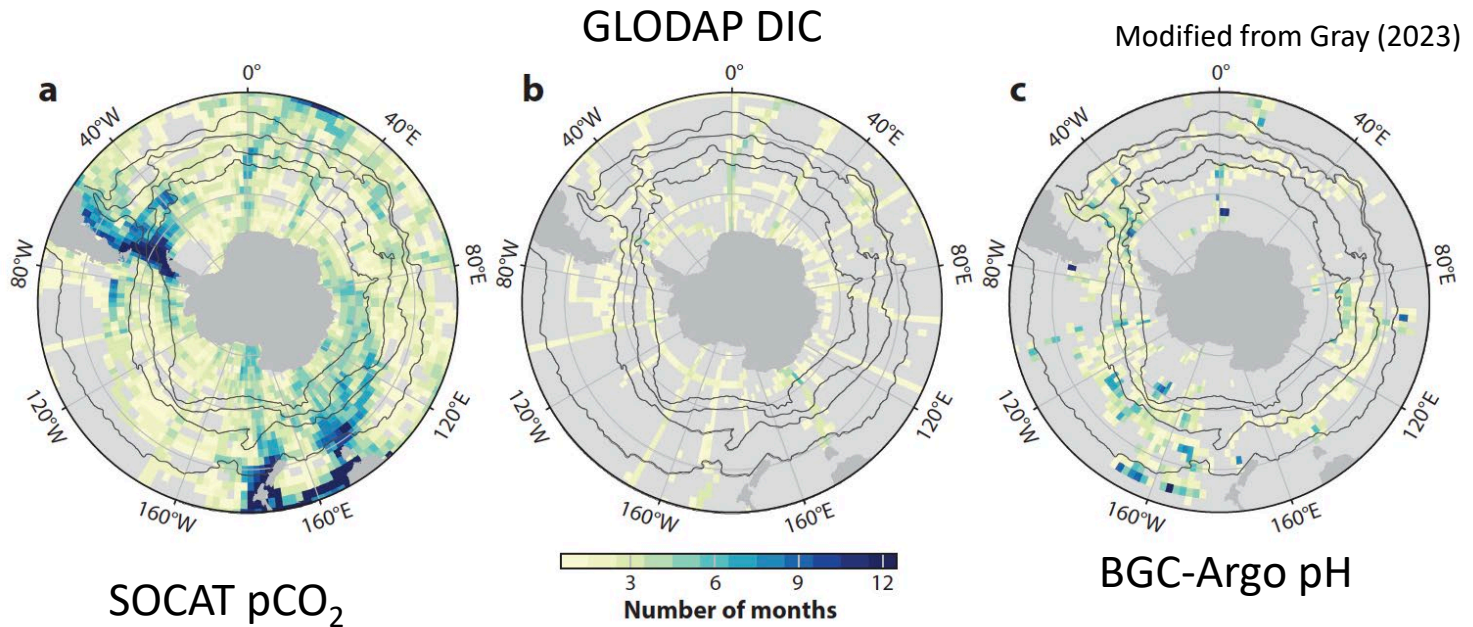 GLODAP DIC
Modified from Gray (2023)
a
0°
40°W
40°E
80°W
80°E
120°W
120°E
160°W
160°E
b
0°
40°W
40°E
80°W
80°E
120°W
120°E
160°W
160°E
c
0°
40°W
40°E
80°W
80°E
120°W
120°E
160°W
160°E
SOCAT pCO₂
3 6 9 12
Number of months
BGC-Argo pH